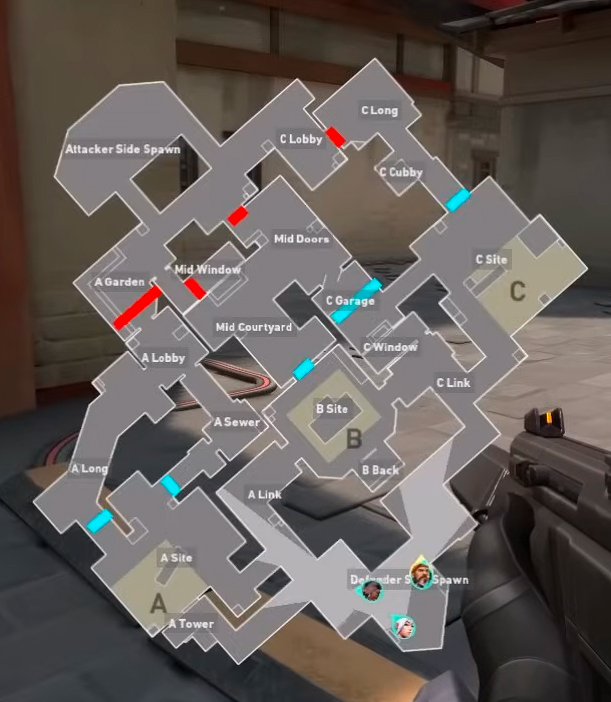 C Long
Attacker Side Spawn
C Lobby
C Cubby
Mid Doors
C Site
Mid Window
A Garden
C
C Garage
Mid Courtyard
C Window
A Lobby
C Link
B Site
A Sewer
B
A Long
B Back
A Link
A Site
Defender S Spawn
A
A Tower